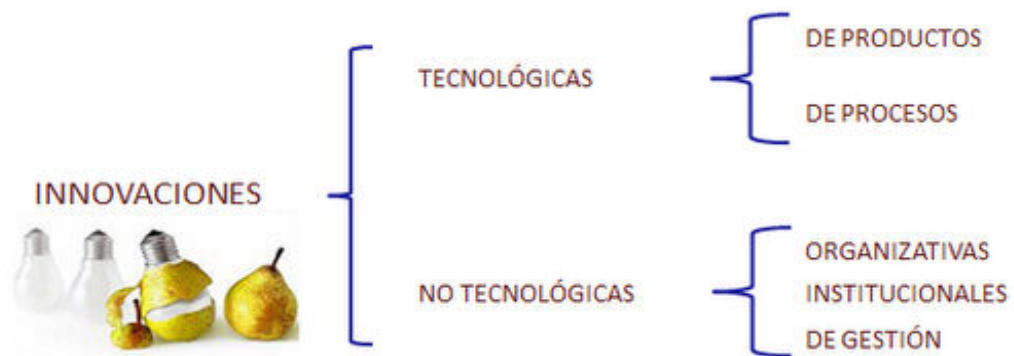 INNOVACIONES
TECNOLÓGICAS
DE PRODUCTOS
DE PROCESOS
NO TECNOLÓGICAS
ORGANIZATIVAS
INSTITUCIONALES
DE GESTIÓN